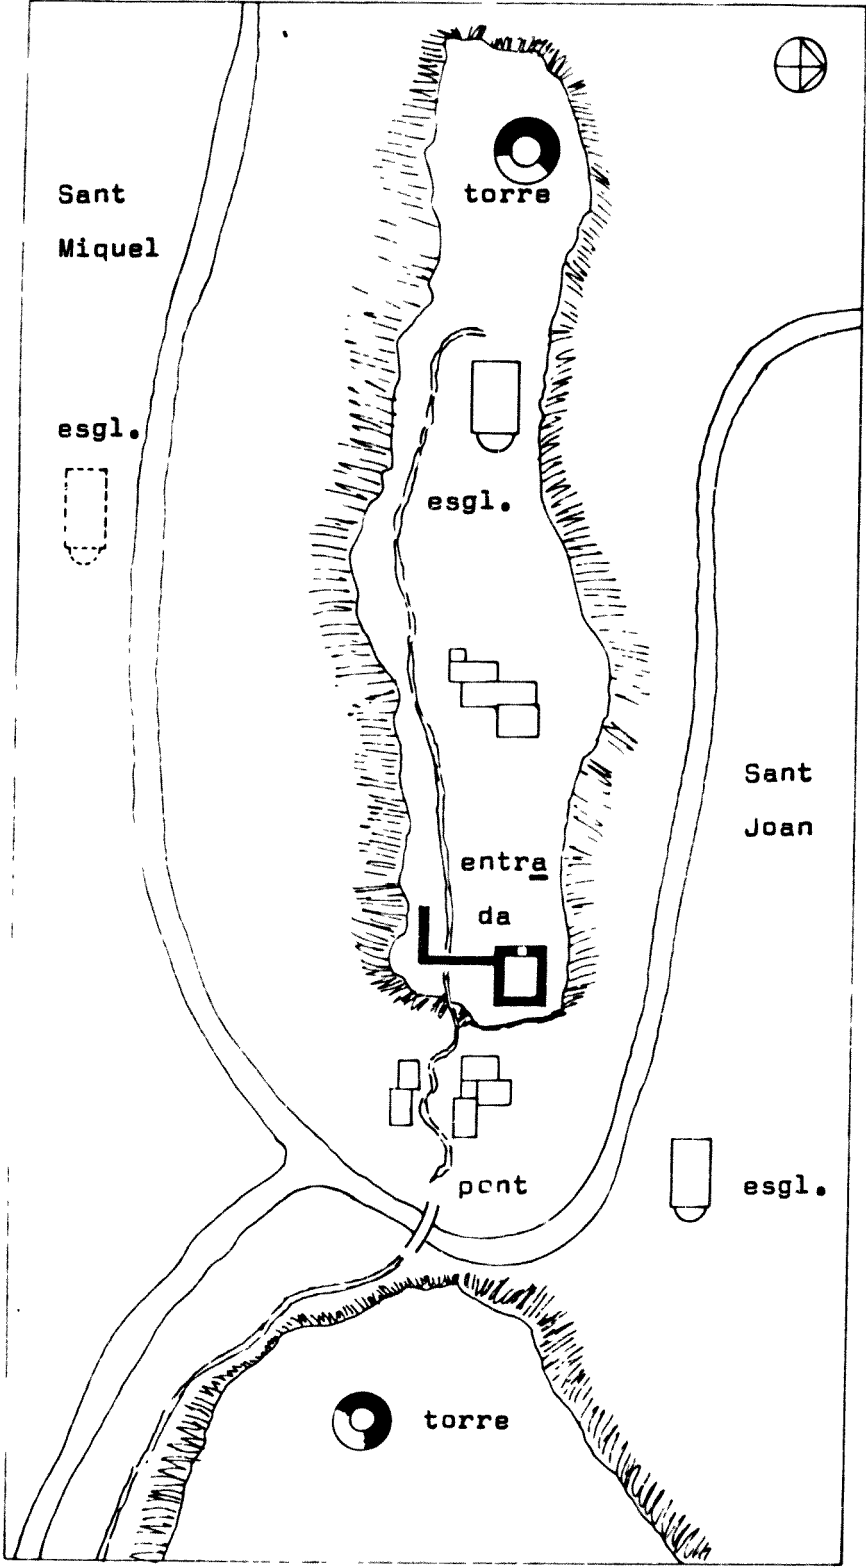 torre
Sant
Miquel
esgl.
esgl.
Sant
Joan
entra
da
pont
esgl.
torre